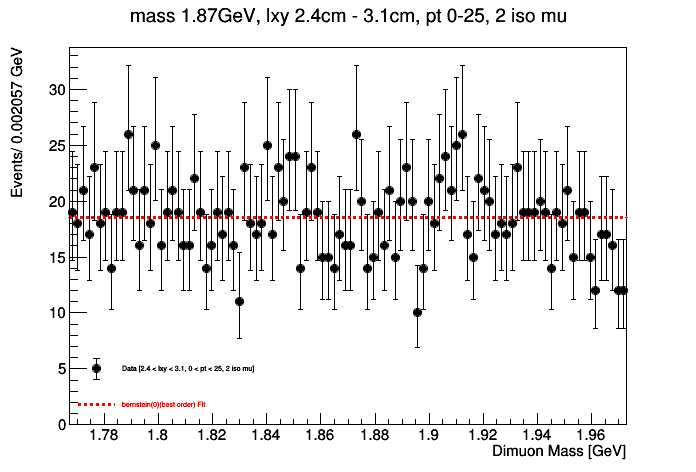 mass 1.87GeV, lxy 2.4cm - 3.1cm, pt 0-25, 2 iso mu
Events/ 0.002057 GeV
30
25
20
15
10
5
0
Data [2.4 < lxy < 3.1, 0 < pt < 25, 2 iso mu]
bernstein(0)(best order) Fit
1.78 1.8 1.82 1.84 1.86 1.88 1.9 1.92 1.94 1.96
Dimuon Mass [GeV]